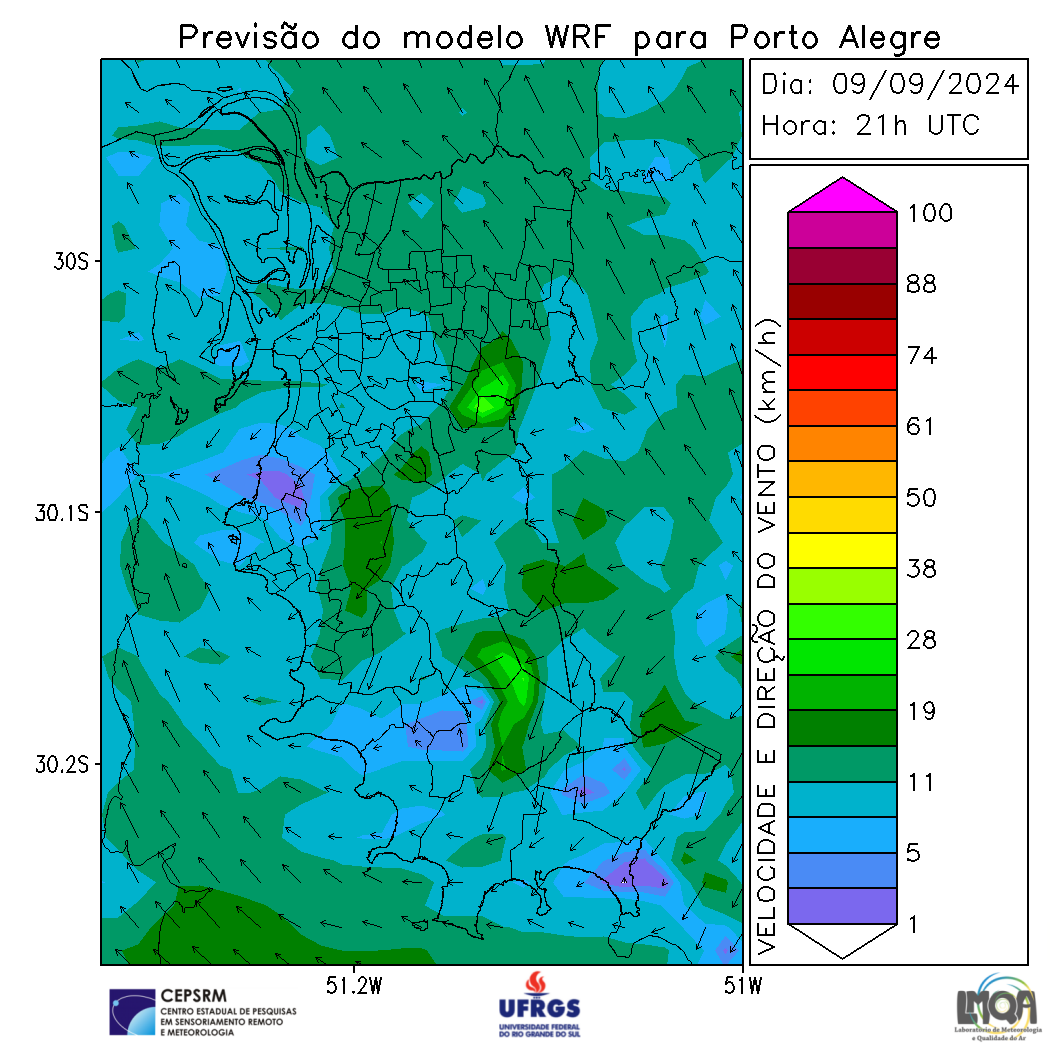 Previsão do modelo WRF para Porto Alegre
Dia: 09/09/2024
Hora: 21h UTC
30S
30.1S
30.2S
51.2W
51W
VELOCIDADE E DIREÇÃO DO VENTO (km/h)
100
88
74
61
50
38
28
19
11
5
1
CEPSRM
CENTRO ESTADUAL DE PESQUISAS
EM SENSORIAMENTO REMOTO
E METEOROLOGIA
UFRGS
UNIVERSIDADE FEDERAL
DO RIO GRANDE DO SUL
LMQA
Laboratório de Meteorologia
e Qualidade do Ar